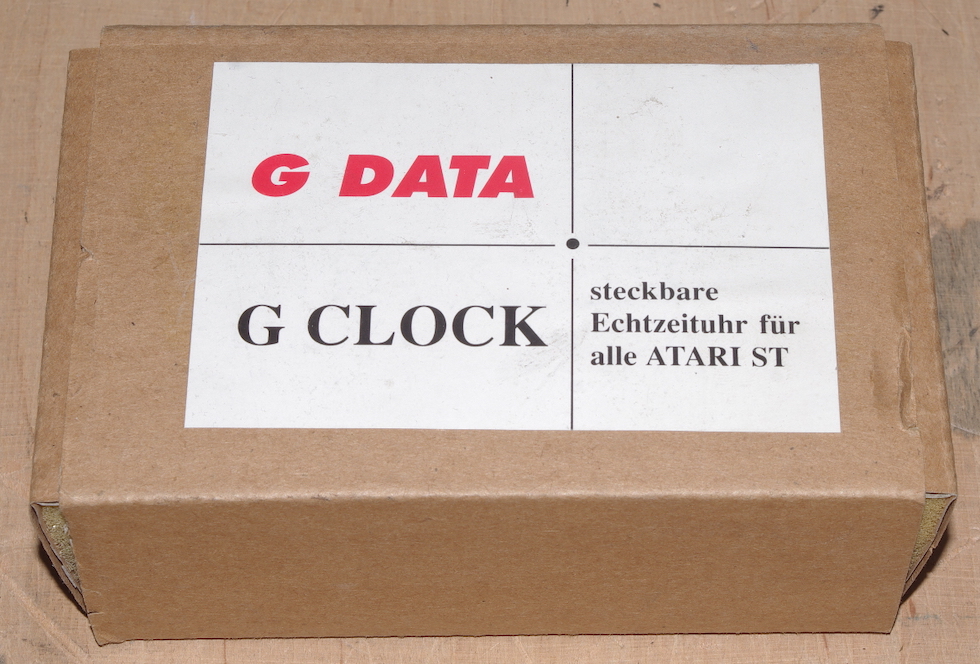 G DATA
G CLOCK
steckbare
Echtzeituhr für
alle ATARI ST